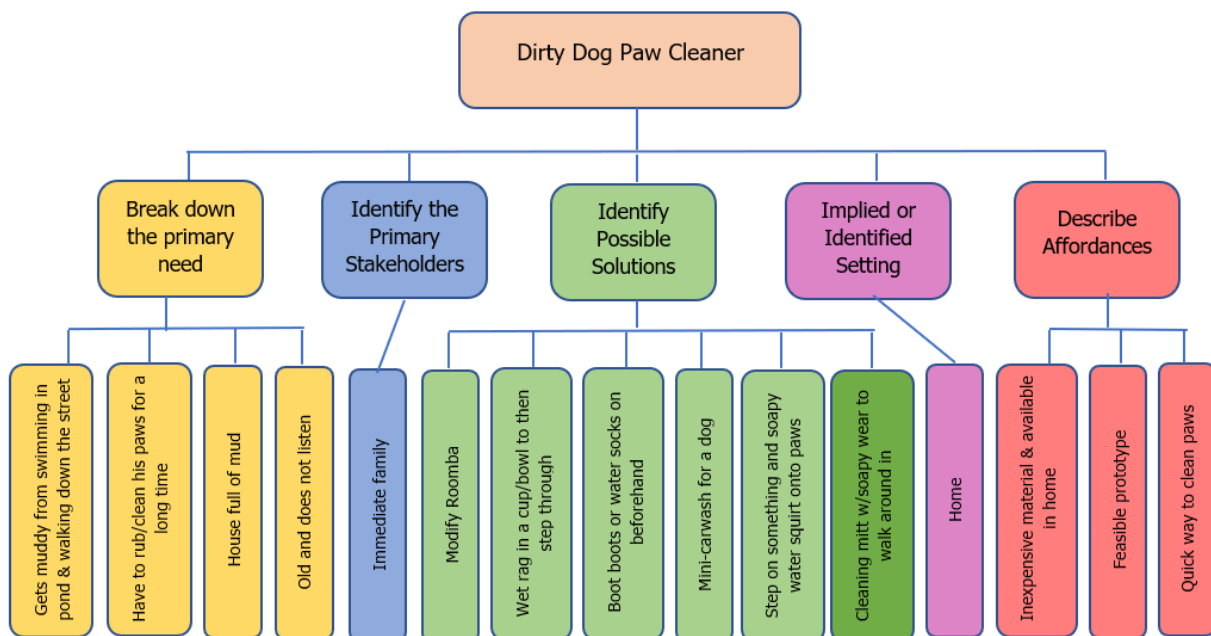 Dirty Dog Paw Cleaner
Break down
the primary
need
Identify the
Primary
Stakeholders
Identify
Possible
Solutions
Implied or
Identified
Setting
Describe
Affordances
Gets muddy from swimming in
pond & walking down the street
Have to rub/clean his paws for a
long time
House full of mud
Old and does not listen
Immediate family
Modify Roomba
Wet rag in a cup/bowl to then
step through
Boot boots or water socks on
beforehand
Mini-carwash for a dog
Step on something and soapy
water squirt onto paws
Cleaning mitt w/soapy wear to
walk around in
Home
Inexpensive material & available
in home
Feasible prototype
Quick way to clean paws